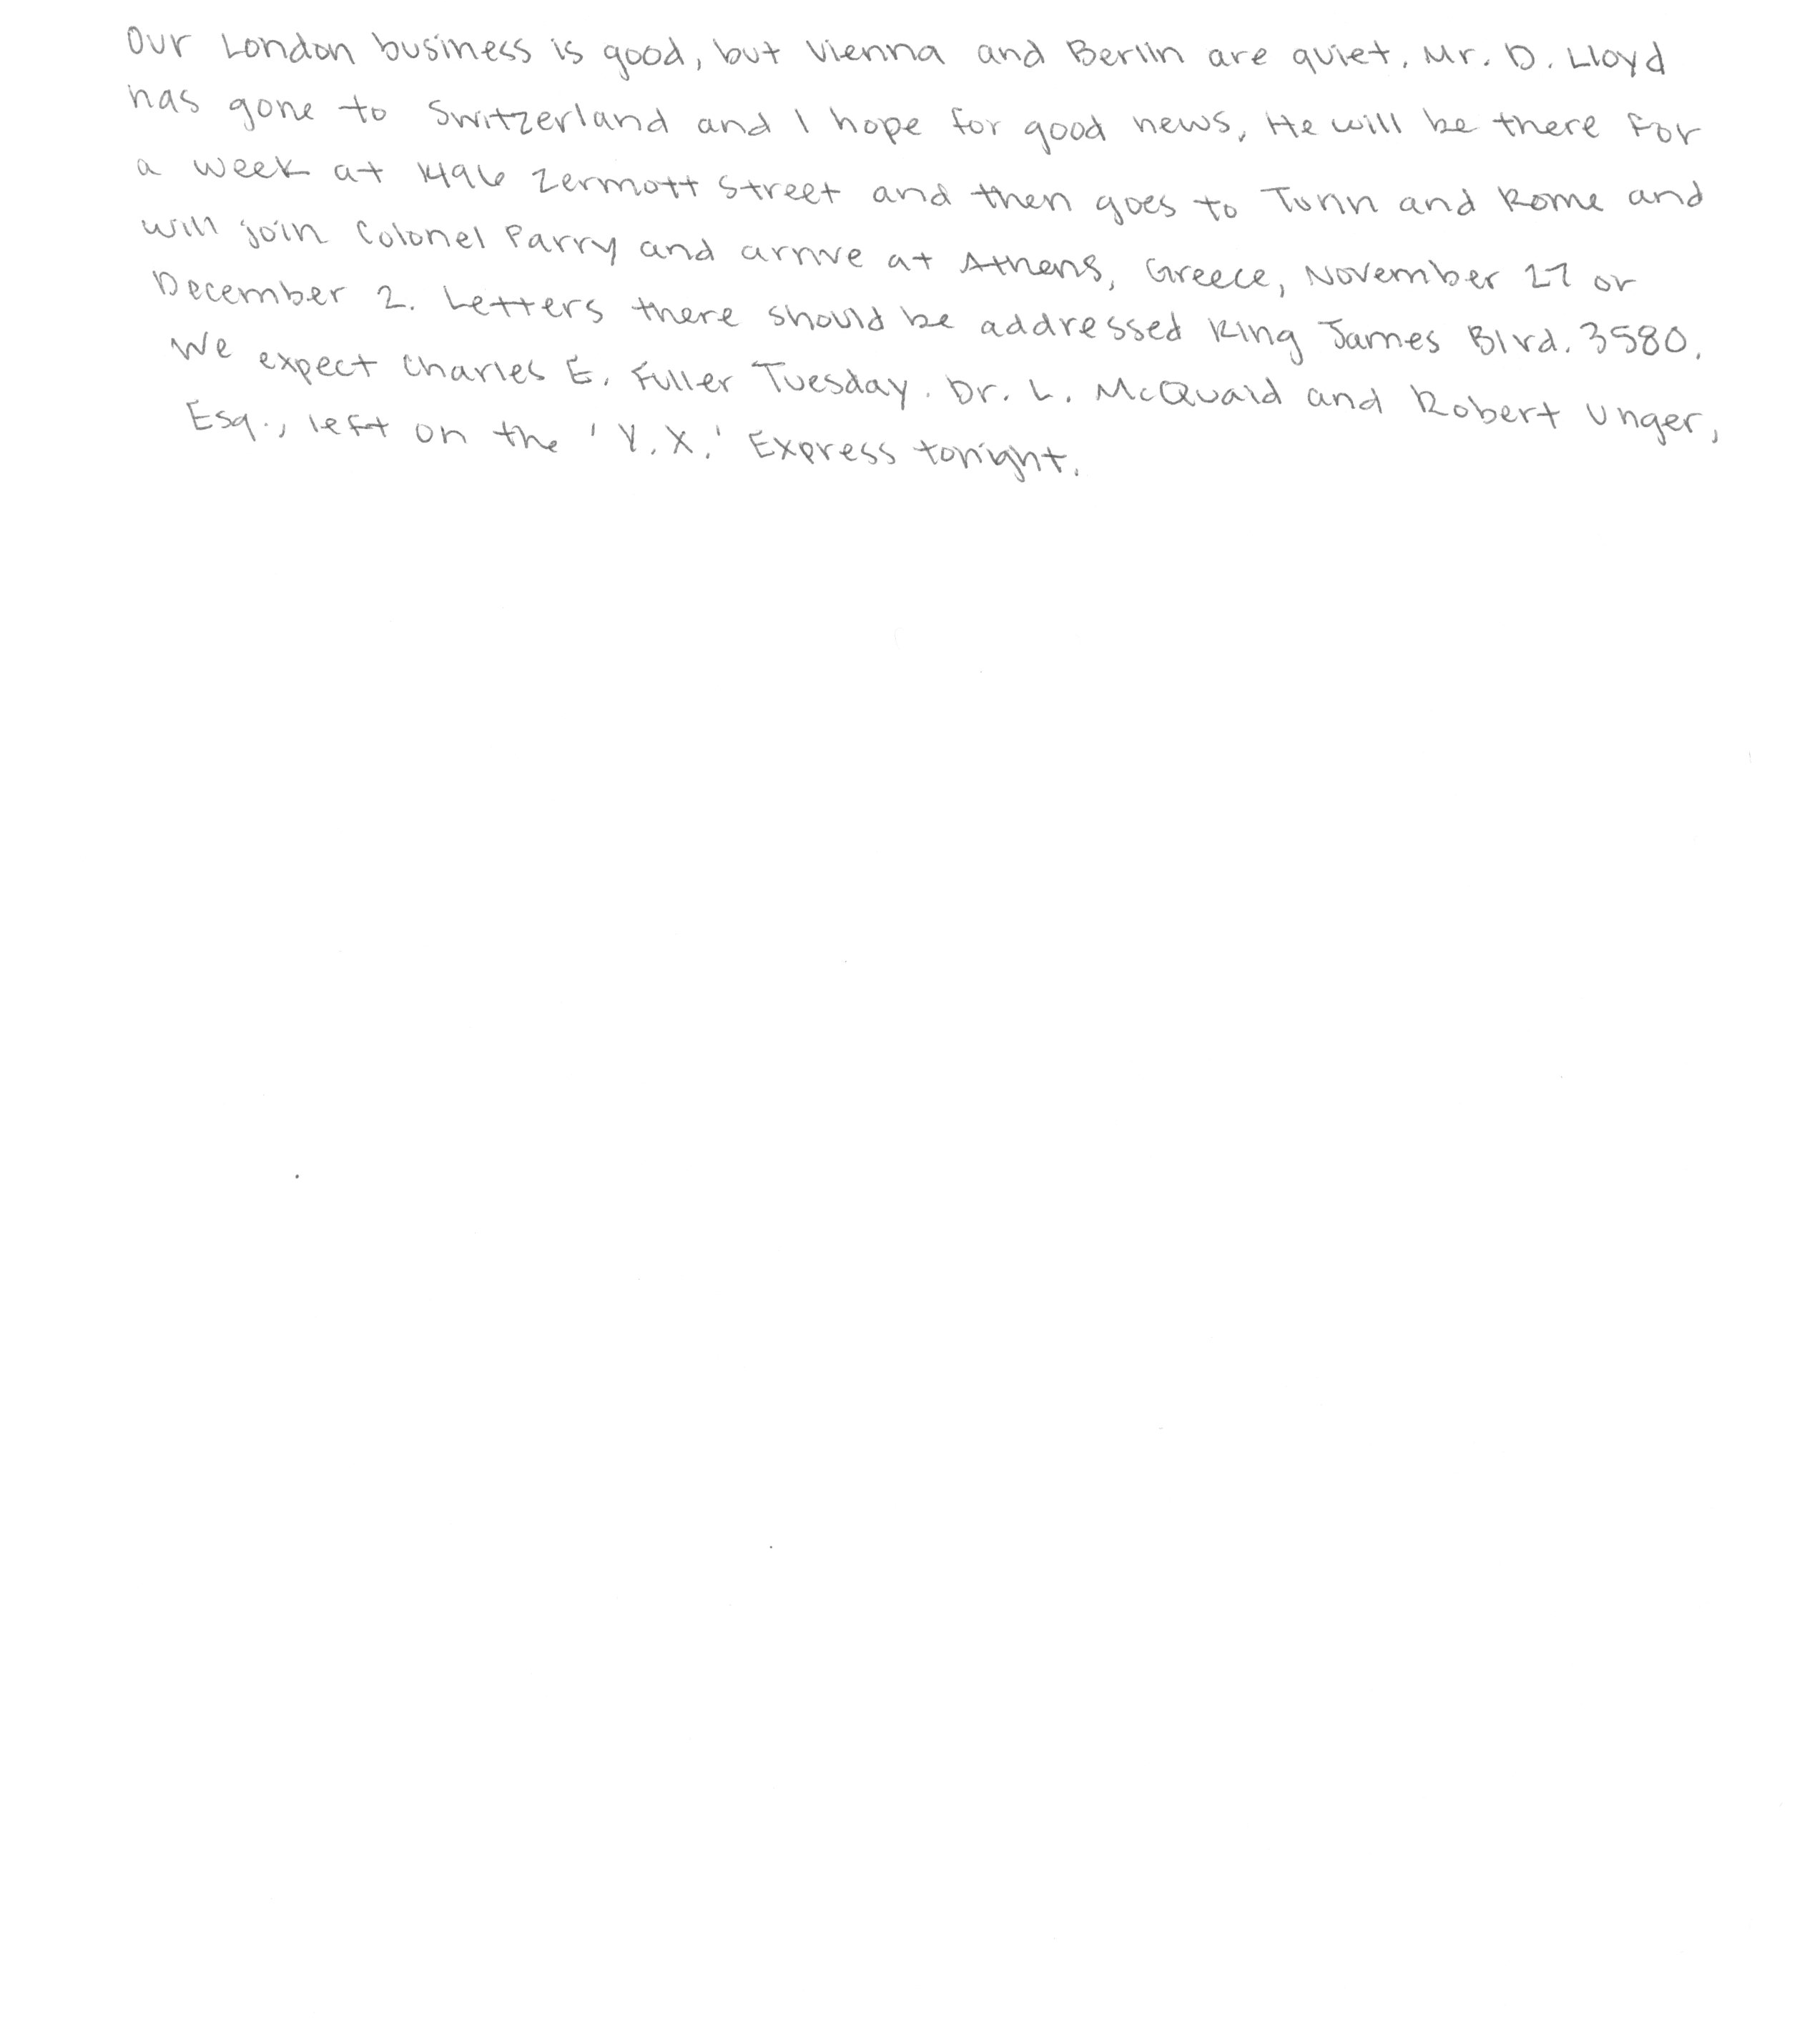 Our London business is good, but Vienna and Berlin are quiet. Mr. D. Lloyd
has gone to Switzerland and I hope for good news. He will be there for
a week at 1496 Zermott Street and then goes to Turin and Rome and
will join Colonel Parry and arrive at Athens, Greece, November 27 or
December 2. Letters there should be addressed King James Blvd. 3580.
We expect Charles E. Fuller Tuesday. Dr. L. McQuaid and Robert Unger,
Esq., left on the 'Y.X.' Express tonight.